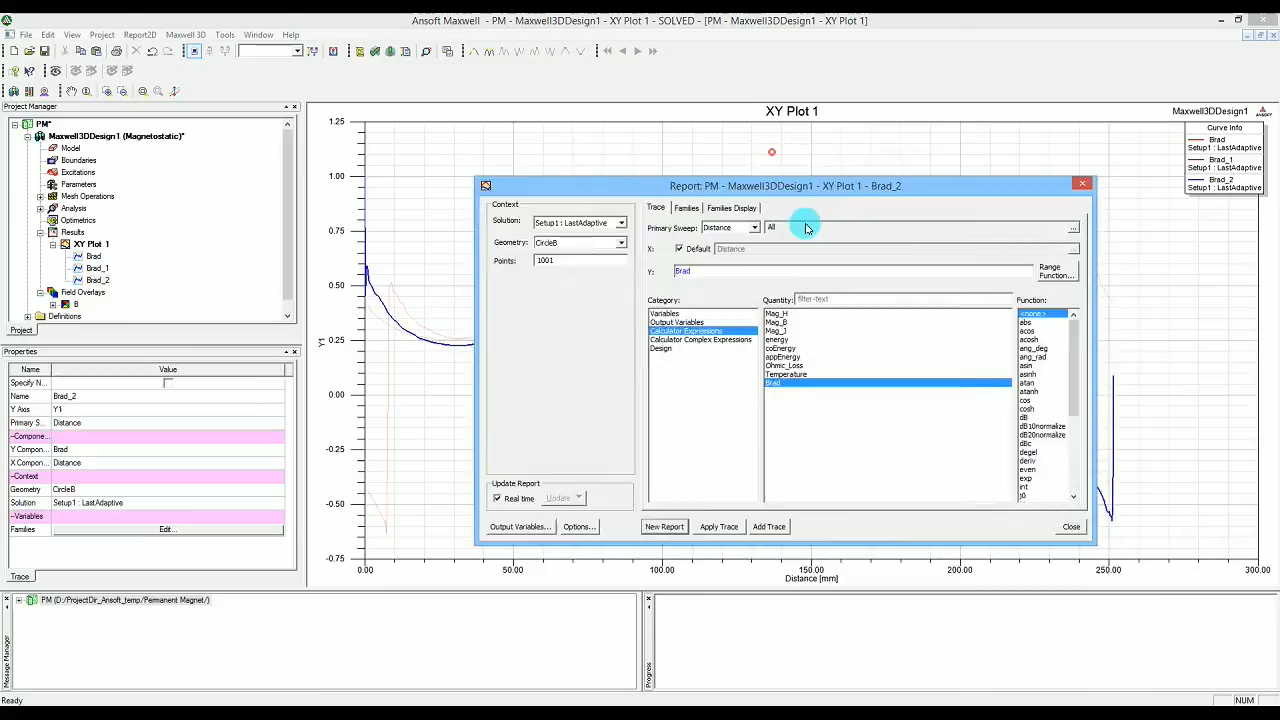 Ansoft Maxwell - PM - Maxwell3DDesign1 - XY Plot 1 - SOLVED - [PM - Maxwell3DDesign1 - XY Plot 1]
File Edit View Project Report2D Maxwell 3D Tools Window Help
Project Manager
PM*
Maxwell3DDesign1 (Magnetostatic)*
Model
Boundaries
Excitations
Parameters
Mesh Operations
Analysis
Optimetrics
Results
XY Plot 1
Brad
Brad_1
Brad_2
Field Overlays
B
Definitions
Project
Properties
Name Value
Specify N...
Name Brad_2
Y Axis Y1
Primary S... Distance
--Compone...
Y Compon... Brad
X Compon... Distance
--Context
Geometry CircleB
Solution Setup1 : LastAdaptive
--Variables
Families Edit...
Trace
XY Plot 1
Maxwell3DDesign1
ANSOFT
Curve Info
Brad
Setup1 : LastAdaptive
Brad_1
Setup1 : LastAdaptive
Brad_2
Setup1 : LastAdaptive
1.25
1.00
0.75
0.50
0.25
0.00
-0.25
-0.50
-0.75
Y1
0.00 50.00 100.00 150.00 200.00 250.00 300.00
Distance [mm]
Report: PM - Maxwell3DDesign1 - XY Plot 1 - Brad_2
Context
Solution: Setup1 : LastAdaptive
Geometry: CircleB
Points: 1001
Update Report
Real time Update
Output Variables... Options...
Trace Families Families Display
Primary Sweep: Distance All ...
X: Default Distance ...
Y: Brad
Range
Function...
Category:
Variables
Output Variables
Calculator Expressions
Calculator Complex Expressions
Design
Quantity: filter-text
Mag_H
Mag_B
Mag_J
energy
coEnergy
appEnergy
Ohmic_Loss
Temperature
Brad
Function:
<none>
abs
acos
acosh
ang_deg
ang_rad
asin
asinh
atan
atanh
cos
cosh
dB
dB10normalize
dB20normalize
dBc
degel
deriv
even
exp
int
j0
New Report Apply Trace Add Trace Close
PM (D:/ProjectDir_Ansoft_temp/Permanent Magnet/)
Message Manager
Progress
Ready
NUM